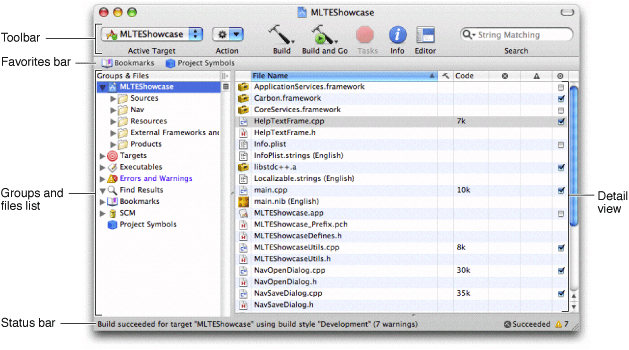 MLTEShowcase
Toolbar
MLTEShowcase
String Matching
Active Target
Action
Build
Build and Go
Tasks
Info
Editor
Search
Favorites bar
Bookmarks
Project Symbols
Groups & Files
File Name
Code
MLTEShowcase
Sources
Nav
Resources
External Frameworks and
Products
Targets
Executables
Errors and Warnings
Find Results
Bookmarks
SCM
Project Symbols
Groups and
files list
ApplicationServices.framework
Carbon.framework
CoreServices.framework
HelpTextFrame.cpp 7k
HelpTextFrame.h
Info.plist
InfoPlist.strings (English)
libstdc++.a
Localizable.strings (English)
main.cpp 10k
main.nib (English)
MLTEShowcase.app
MLTEShowcase_Prefix.pch
MLTEShowcaseDefines.h
MLTEShowcaseUtils.cpp 8k
MLTEShowcaseUtils.h
NavOpenDialog.cpp 30k
NavOpenDialog.h
NavSaveDialog.cpp 35k
NavSaveDialog.h
Detail
view
Status bar
Build succeeded for target "MLTEShowcase" using build style "Development" (7 warnings)
Succeeded
7